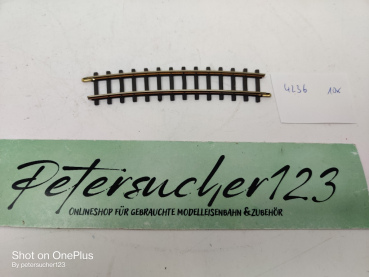 4236 10x
Petersucher123
ONLINESHOP FÜR GEBRAUCHTE MODELLEISENBAHN & ZUBEHÖR
Shot on OnePlus
By petersucher123